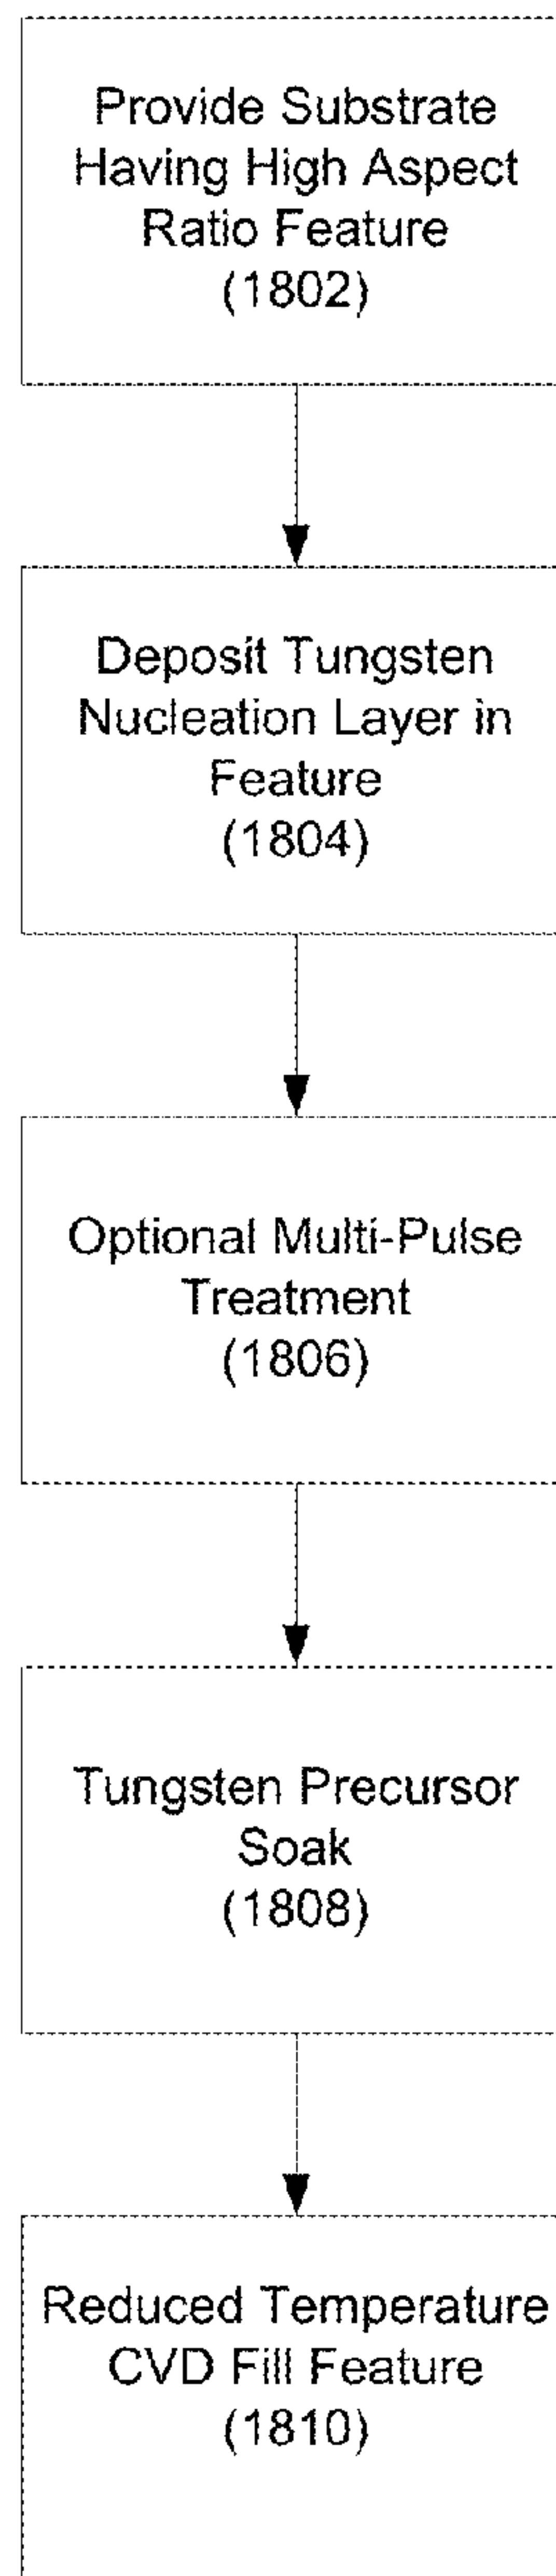 Provide Substrate
Having High Aspect
Ratio Feature
(1802)
Deposit Tungsten
Nucleation Layer in
Feature
(1804)
Optional Multi-Pulse
Treatment
(1806)
Tungsten Precursor
Soak
(1808)
Reduced Temperature
CVD Fill Feature
(1810)